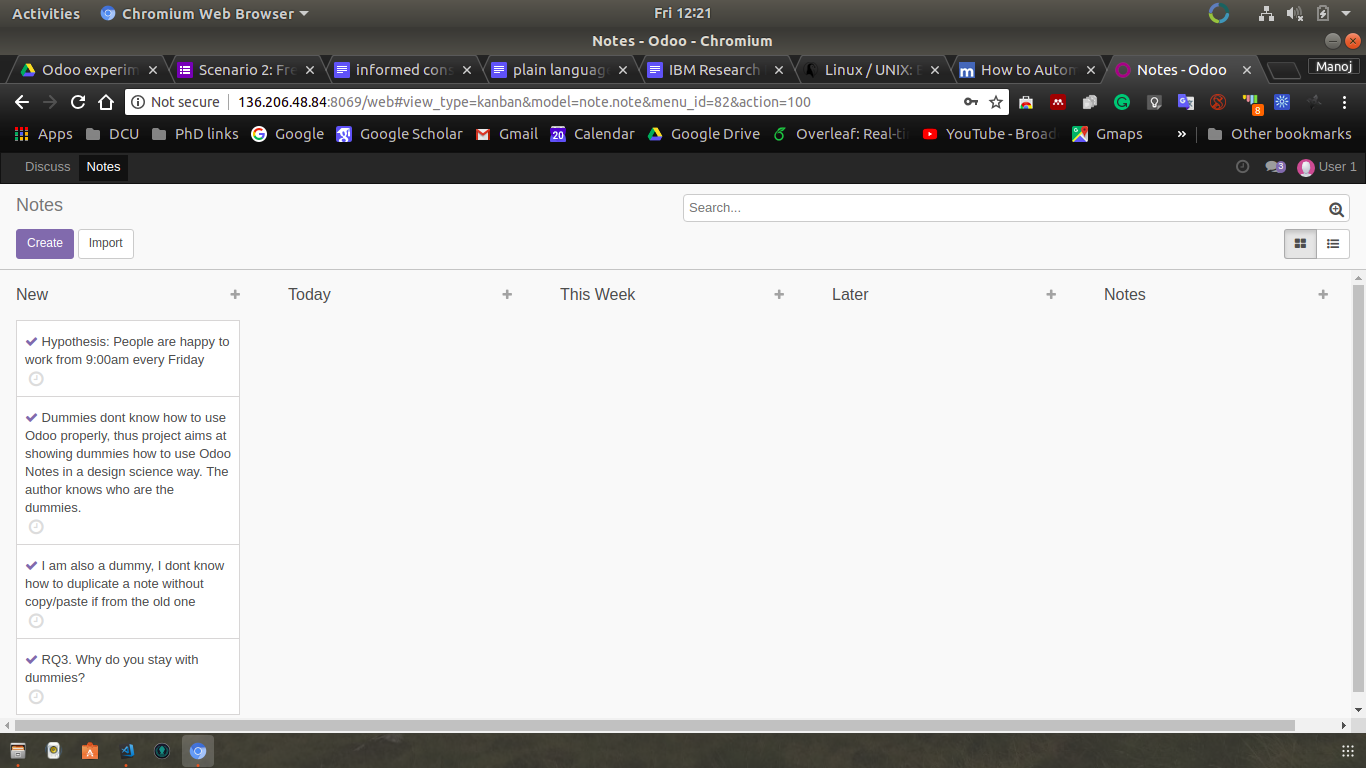 Activities Chromium Web Browser Fri 12:21
Notes - Odoo - Chromium
Odoo experim Scenario 2: Fre informed cons plain language IBM Research Linux / UNIX: How to Autom Notes - Odoo Manoj
Not secure 136.206.48.84:8069/web#view_type=kanban&model=note.note&menu_id=82&action=100 8
Apps DCU PhD links Google Google Scholar Gmail 20 Calendar Google Drive Overleaf: Real-ti YouTube - Broad Gmaps » Other bookmarks
Discuss Notes 3 User 1
Notes Search...
Create Import
New Today This Week Later Notes
Hypothesis: People are happy to
work from 9:00am every Friday
Dummies dont know how to use
Odoo properly, thus project aims at
showing dummies how to use Odoo
Notes in a design science way. The
author knows who are the
dummies.
I am also a dummy, I dont know
how to duplicate a note without
copy/paste if from the old one
RQ3. Why do you stay with
dummies?